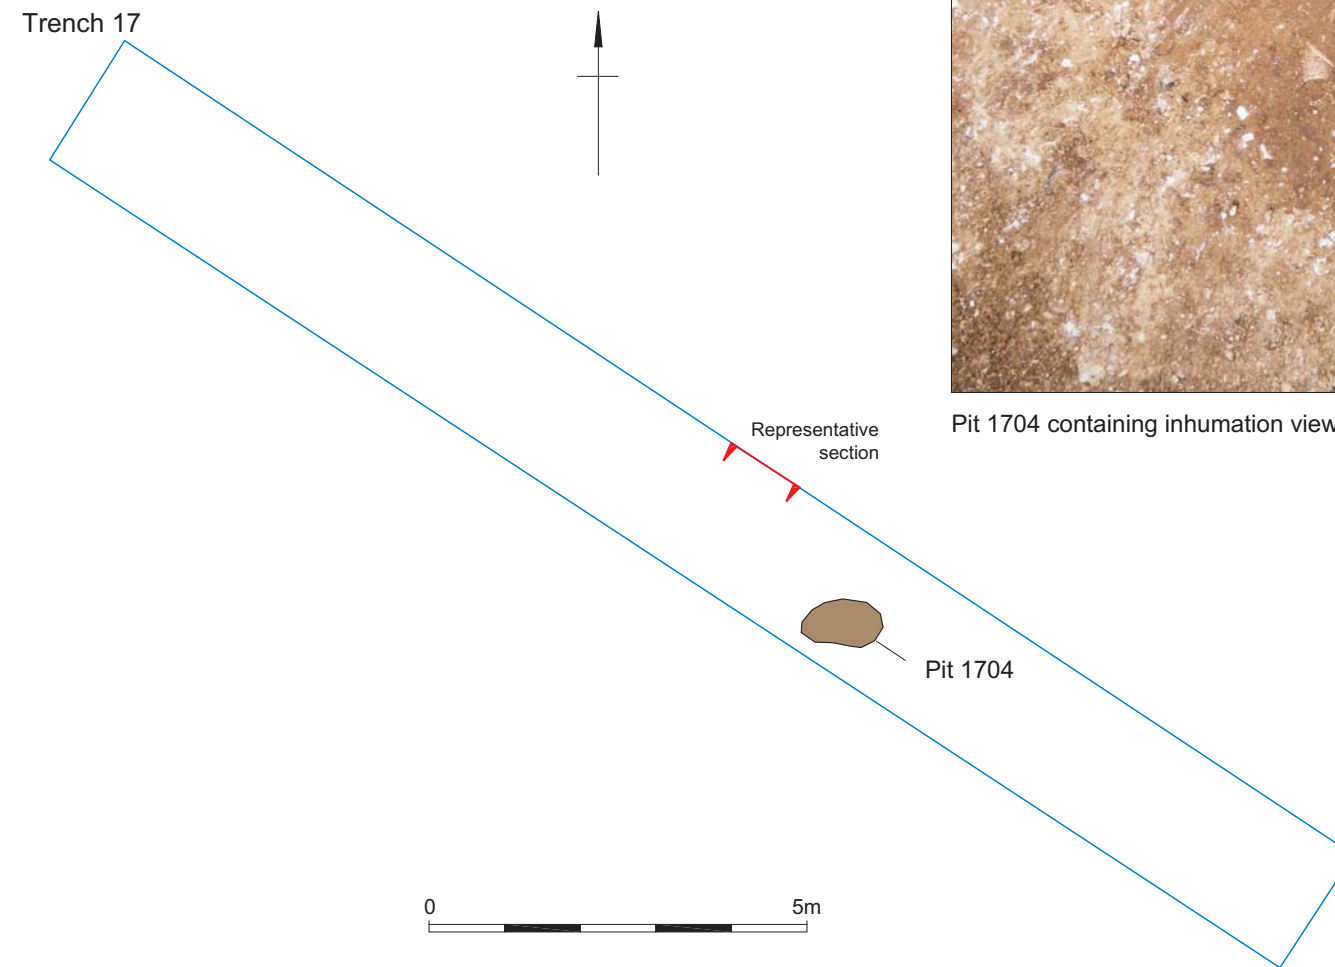 Trench 17
Representative
section
Pit 1704 containing inhumation view
Pit 1704
0
5m